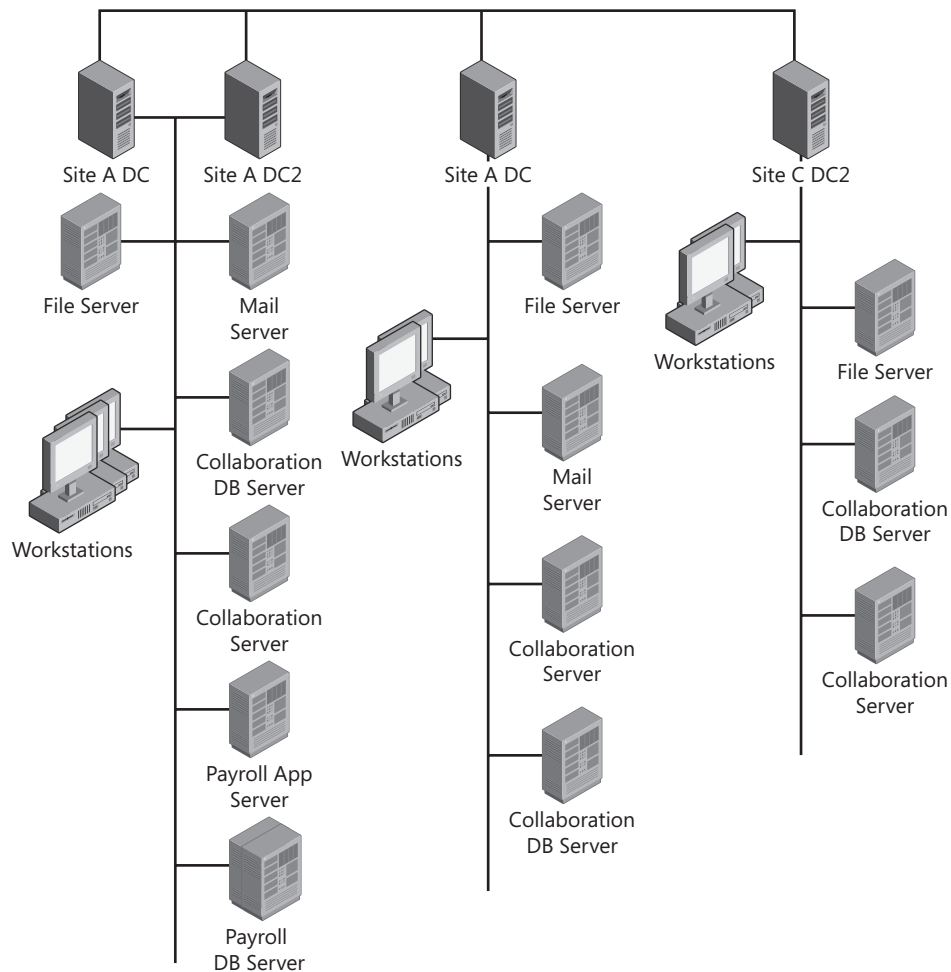 Site A DC
Site A DC2
Site A DC
Site C DC2
File Server
Mail
Server
File Server
Workstations
File Server
Workstations
Collaboration
DB Server
Mail
Server
Collaboration
DB Server
Workstations
Collaboration
Server
Collaboration
Server
Collaboration
Server
Payroll App
Server
Collaboration
DB Server
Payroll
DB Server